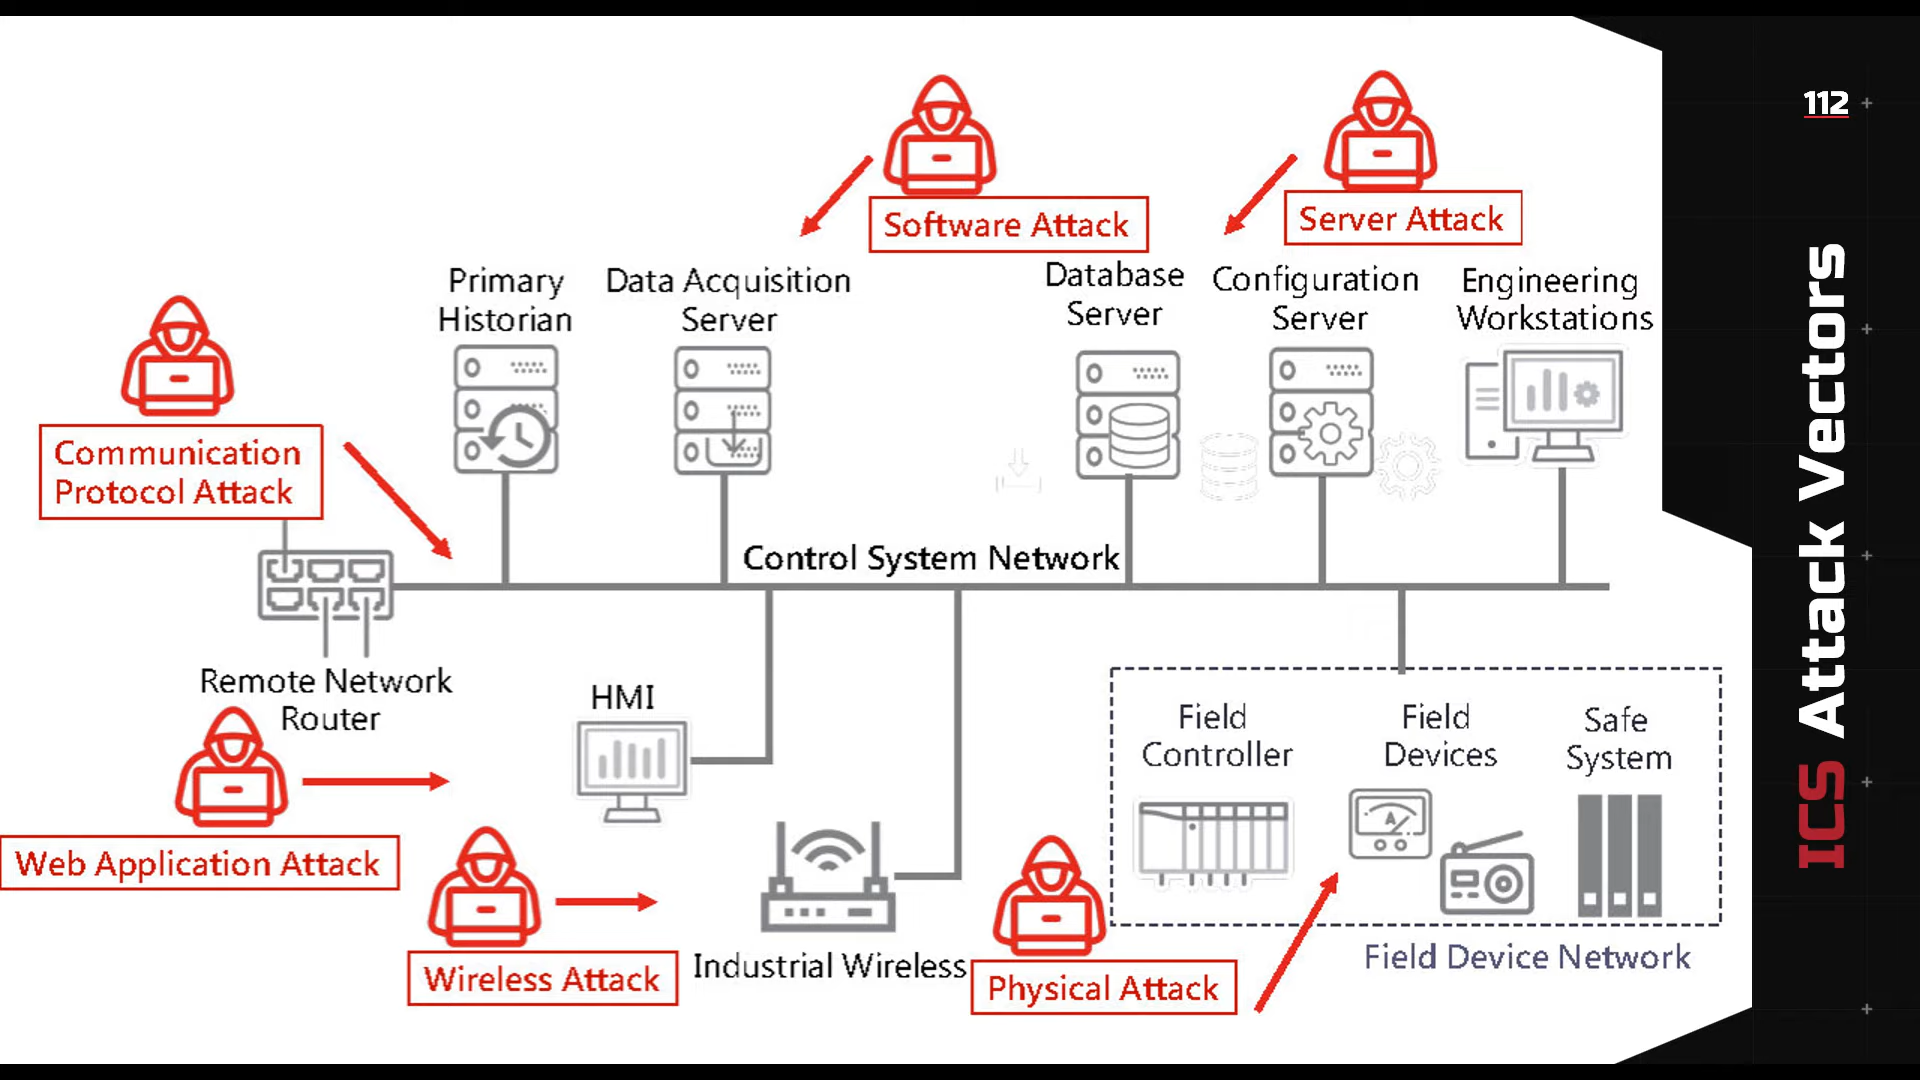 112
ICS Attack Vectors
Software Attack
Server Attack
Primary
Historian
Data Acquisition
Server
Database
Server
Configuration
Server
Engineering
Workstations
Communication
Protocol Attack
Control System Network
Remote Network
Router
HMI
Field
Controller
Field
Devices
Safe
System
A
Web Application Attack
Wireless Attack
Industrial Wireless
Physical Attack
Field Device Network